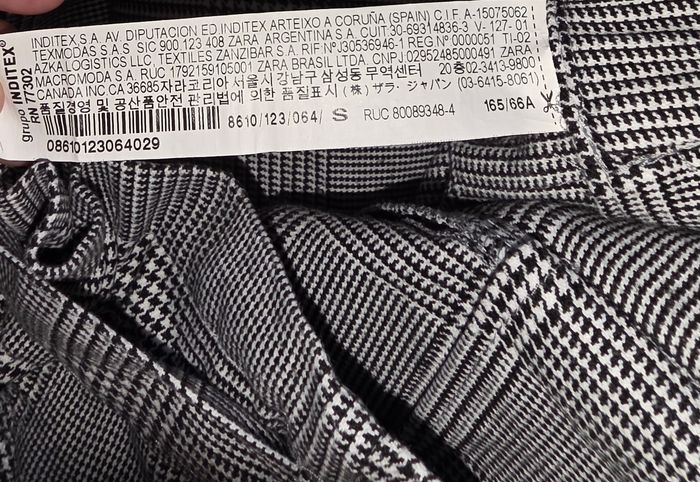 grupo INDITEX®
RN 77302
INDITEX,S.A. AV. DIPUTACION ED.INDITEX ARTEIXO A CORUÑA (SPAIN) C.I.F. A-15075062
TEXMODAS S A S SIC 900.123.408 ZARA ARGENTINA S.A. CUIT 30-69314836-3 V- 127-01
AZKA LOGISTICS LLC, TEXTILES ZANZIBAR S.A. RIF NºJ30536946-1 REG Nº 0000051 TI-02
MACROMODA S.A. RUC 1792159105001 ZARA BRASIL LTDA. CNPJ 02952485000491 ZARA
CANADA INC CA 36685 자라코리아 서울시 강남구 삼성동 무역센터 20층 02-3413-9800
품질경영 및 공산품안전 관리법에 의한 품질표시 (株) ザラ・ジャパン (03-6415-8061)
8610/123/064/ S RUC 80089348-4 165/66A
08610123064029